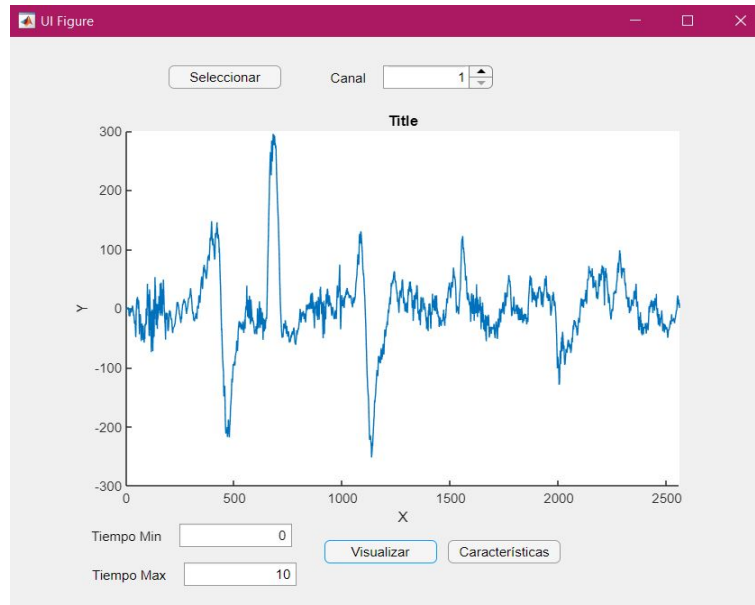 UI Figure
Seleccionar
Canal 1
Title
300
200
100
0
-100
-200
-300
Y
0 500 1000 1500 2000 2500
X
Tiempo Min 0
Tiempo Max 10
Visualizar
Características